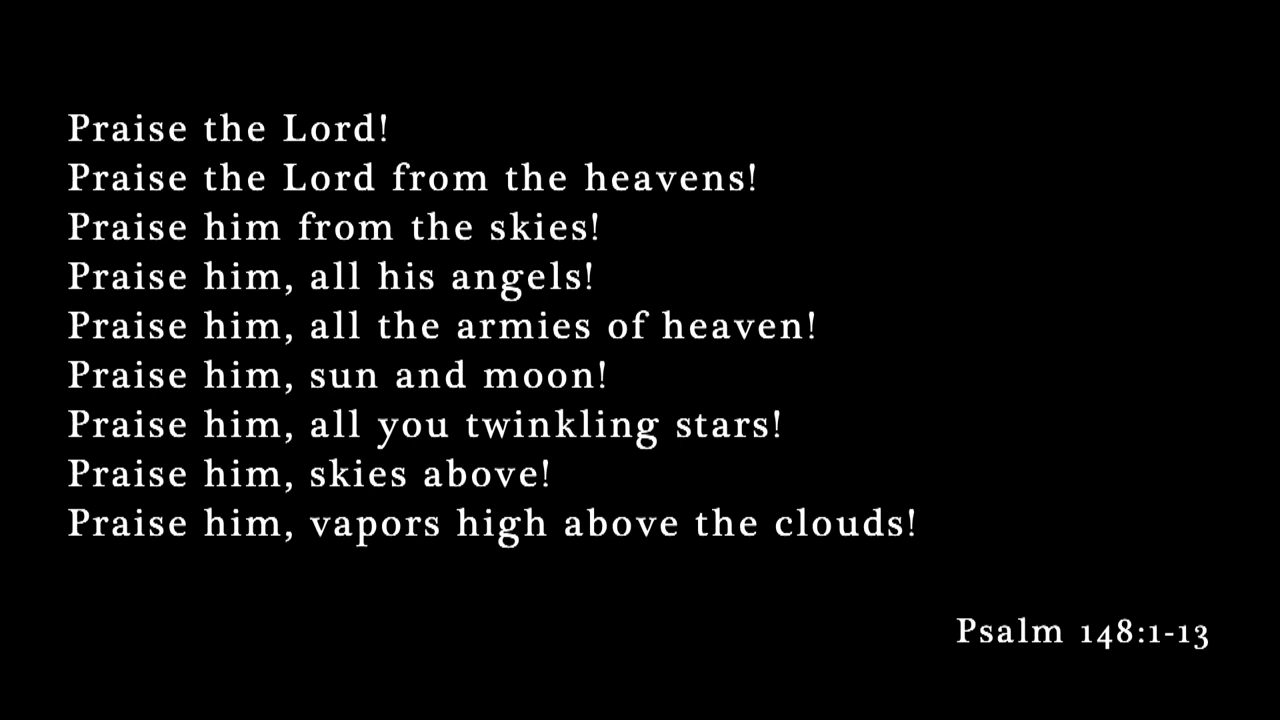 Praise the Lord!
Praise the Lord from the heavens!
Praise him from the skies!
Praise him, all his angels!
Praise him, all the armies of heaven!
Praise him, sun and moon!
Praise him, all you twinkling stars!
Praise him, skies above!
Praise him, vapors high above the clouds!
Psalm 148:1-13